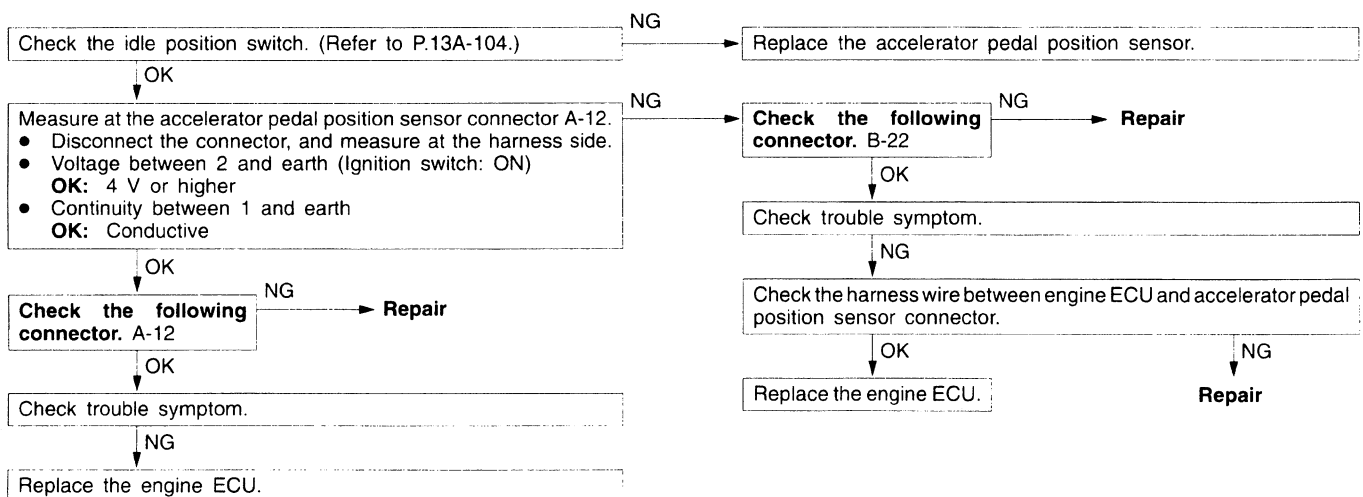 Check the idle position switch. (Refer to P.13A-104.)
NG
Replace the accelerator pedal position sensor.
OK
Measure at the accelerator pedal position sensor connector A-12.
● Disconnect the connector, and measure at the harness side.
● Voltage between 2 and earth (Ignition switch: ON)
OK: 4 V or higher
● Continuity between 1 and earth
OK: Conductive
NG
Check the following
connector. B-22
NG
Repair
OK
Check trouble symptom.
NG
Check the harness wire between engine ECU and accelerator pedal
position sensor connector.
OK
NG
Replace the engine ECU.
Repair
OK
Check the following
connector. A-12
NG
Repair
OK
Check trouble symptom.
NG
Replace the engine ECU.